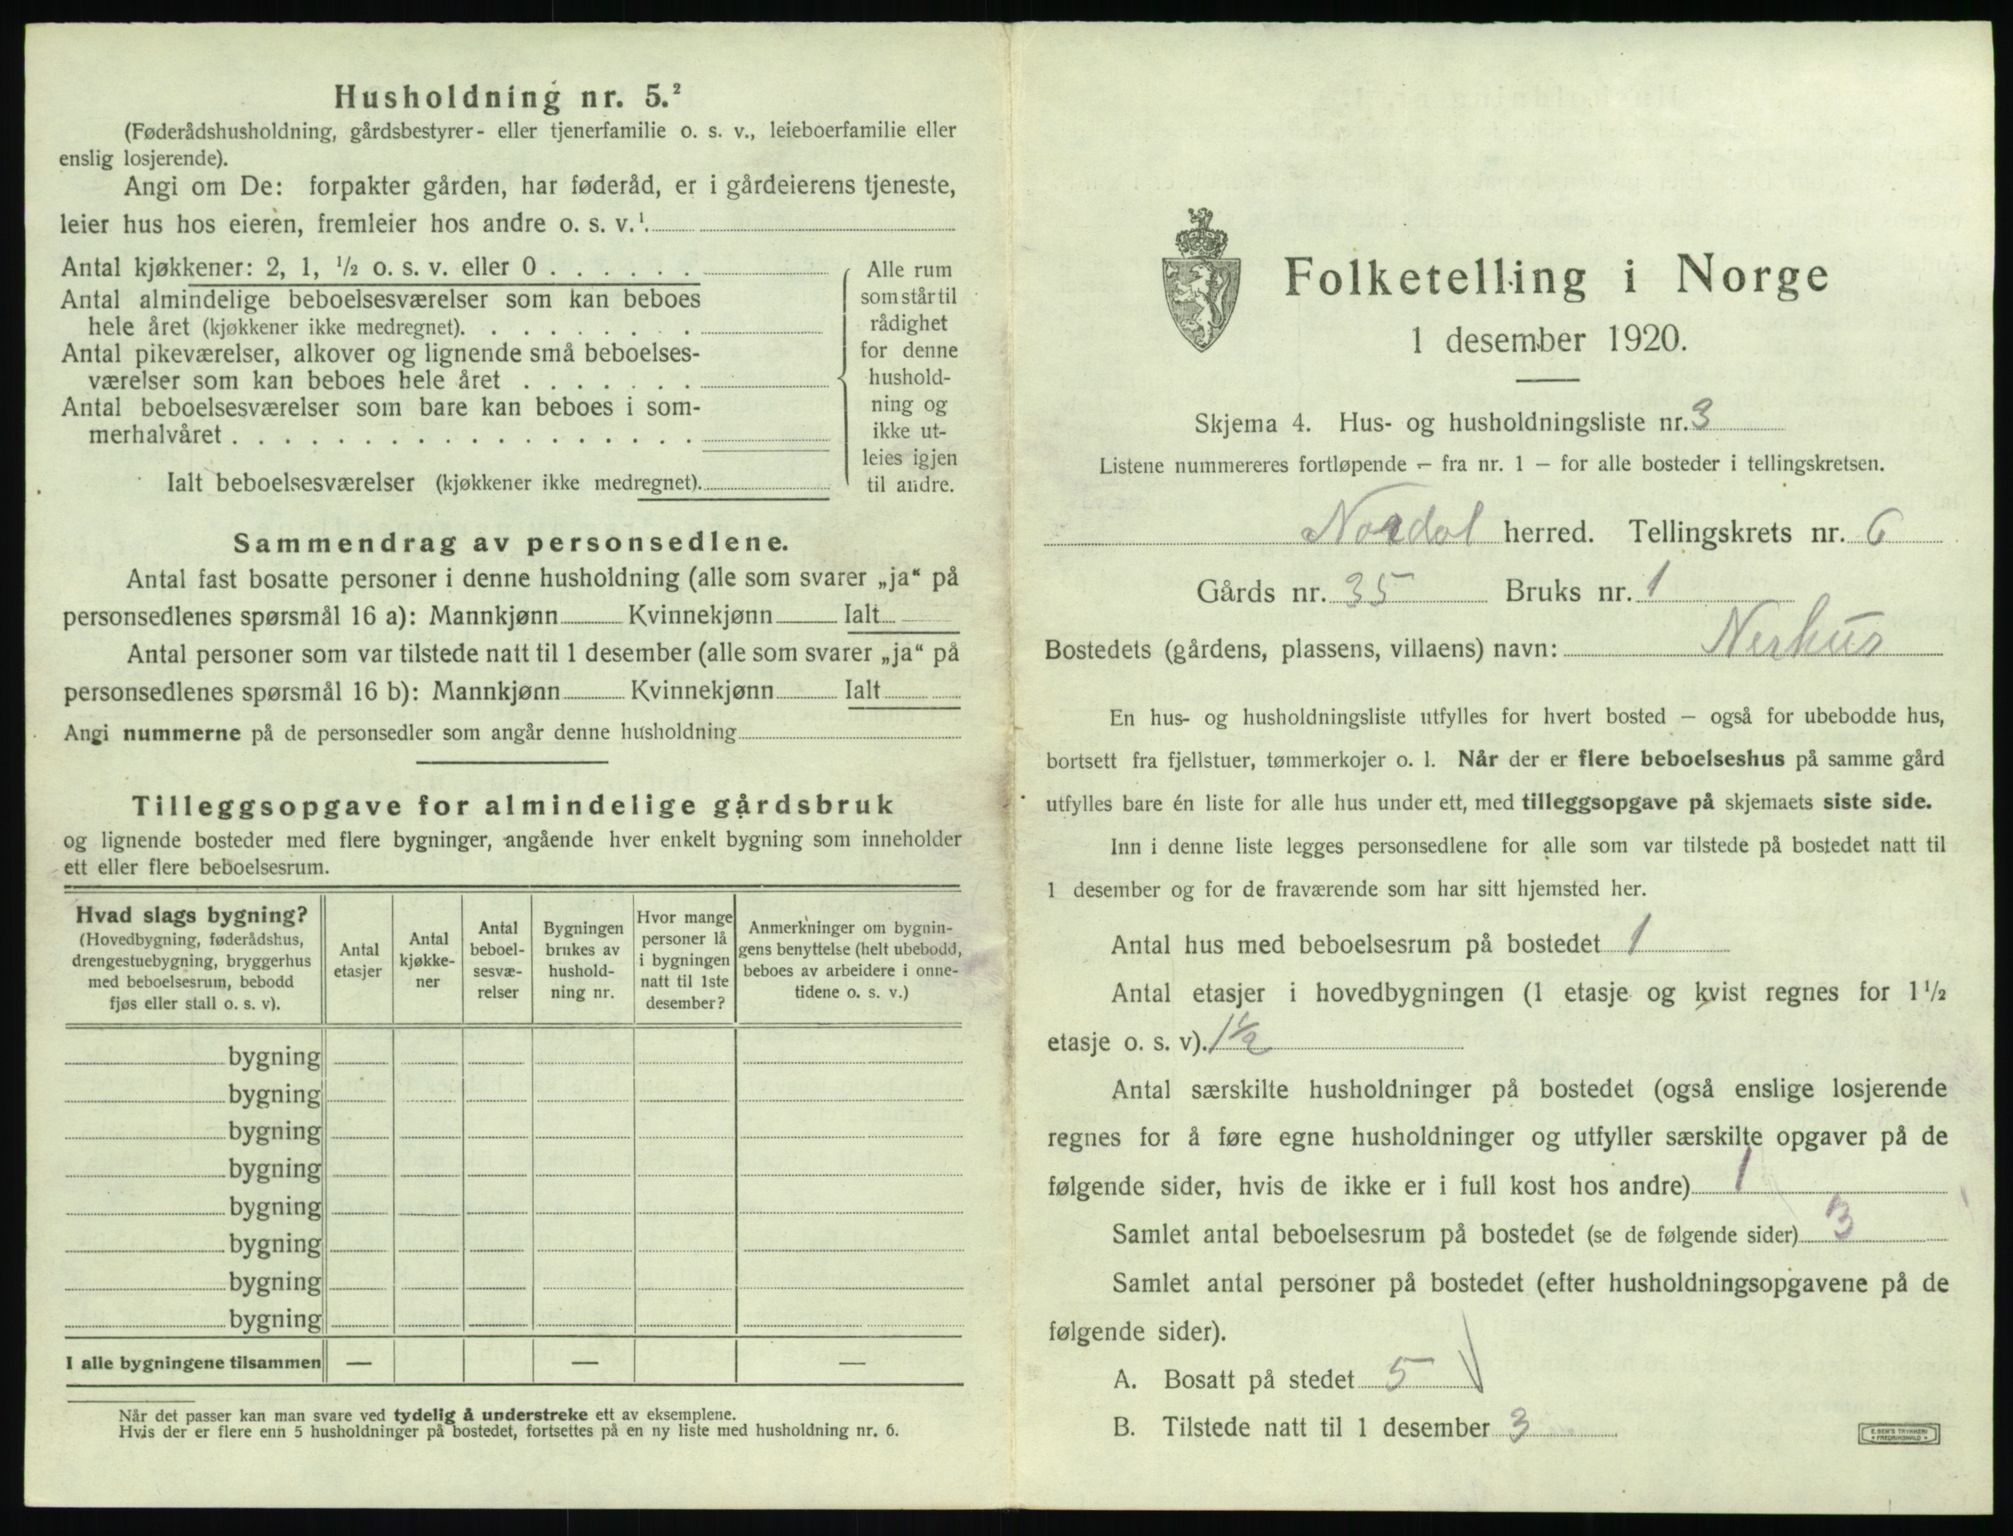 Husholdning nr. 5.²
(Føderådshusholdning, gårdsbestyrer- eller tjenerfamilie o. s. v., leieboerfamilie eller
enslig losjerende).
Angi om De: forpakter gården, har føderåd, er i gårdeierens tjeneste,
leier hus hos eieren, fremleier hos andre o. s. v.¹
Antal kjøkkener: 2, 1, ½ o. s. v. eller 0 . . . . . .
Antal almindelige beboelsesværelser som kan beboes
hele året (kjøkkener ikke medregnet). . . . . . . .
Antal pikeværelser, alkover og lignende små beboelses-
værelser som kan beboes hele året . . . . . . .
Antal beboelsesværelser som bare kan beboes i som-
merhalvåret . . . . . . . . . . . . . . . . . .
Ialt beboelsesværelser (kjøkkener ikke medregnet).
Alle rum
som står til
rådighet
for denne
hushold-
ning og
ikke ut-
leies igjen
til andre.
Sammendrag av personsedlene.
Antal fast bosatte personer i denne husholdning (alle som svarer „ja“ på
personsedlenes spørsmål 16 a): Mannkjønn Kvinnekjønn Ialt
Antal personer som var tilstede natt til 1 desember (alle som svarer „ja“ på
personsedlenes spørsmål 16 b): Mannkjønn Kvinnekjønn Ialt
Angi nummerne på de personsedler som angår denne husholdning
Tilleggsopgave for almindelige gårdsbruk
og lignende bosteder med flere bygninger, angående hver enkelt bygning som inneholder
ett eller flere beboelsesrum.
Hvad slags bygning?
(Hovedbygning, føderådshus,
drengestuebygning, bryggerhus
med beboelsesrum, bebodd
fjøs eller stall o. s. v).
Antal
etasjer
Antal
kjøkke-
ner
Antal
beboel-
sesvæ-
relser
Bygningen
brukes av
hushold-
ning nr.
Hvor mange
personer lå
i bygningen
natt til 1ste
desember?
Anmerkninger om bygnin-
gens benyttelse (helt ubebodd,
beboes av arbeidere i onne-
tidene o. s. v.)
bygning
bygning
bygning
bygning
bygning
bygning
bygning
bygning
I alle bygningene tilsammen — — —
Når det passer kan man svare ved tydelig å understreke ett av eksemplene.
Hvis der er flere enn 5 husholdninger på bostedet, fortsettes på en ny liste med husholdning nr. 6.
Folketelling i Norge
1 desember 1920.
Skjema 4. Hus- og husholdningsliste nr. 3
Listene nummereres fortløpende — fra nr. 1 — for alle bosteder i tellingskretsen.
Nordal herred. Tellingskrets nr. 6
Gårds nr. 35 Bruks nr. 1
Bostedets (gårdens, plassens, villaens) navn: Nerhus
En hus- og husholdningsliste utfylles for hvert bosted — også for ubebodde hus,
bortsett fra fjellstuer, tømmerkojer o. l. Når der er flere beboelseshus på samme gård
utfylles bare én liste for alle hus under ett, med tilleggsopgave på skjemaets siste side.
Inn i denne liste legges personsedlene for alle som var tilstede på bostedet natt til
1 desember og for de fraværende som har sitt hjemsted her.
Antal hus med beboelsesrum på bostedet 1
Antal etasjer i hovedbygningen (1 etasje og kvist regnes for 1½
etasje o. s. v). 1½
Antal særskilte husholdninger på bostedet (også enslige losjerende
regnes for å føre egne husholdninger og utfyller særskilte opgaver på de
følgende sider, hvis de ikke er i full kost hos andre) 1
Samlet antal beboelsesrum på bostedet (se de følgende sider) 3
Samlet antal personer på bostedet (efter husholdningsopgavene på de
følgende sider).
A. Bosatt på stedet 5
B. Tilstede natt til 1 desember 3
E. SEM'S TRYKKERI
FREDRIKSHALD